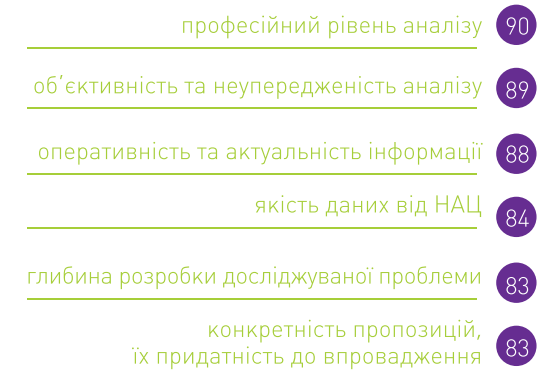 професійний рівень аналізу 90
об’єктивність та неупередженість аналізу 89
оперативність та актуальність інформації 88
якість даних від НАЦ 84
глибина розробки досліджуваної проблеми 83
конкретність пропозицій,
їх придатність до впровадження 83